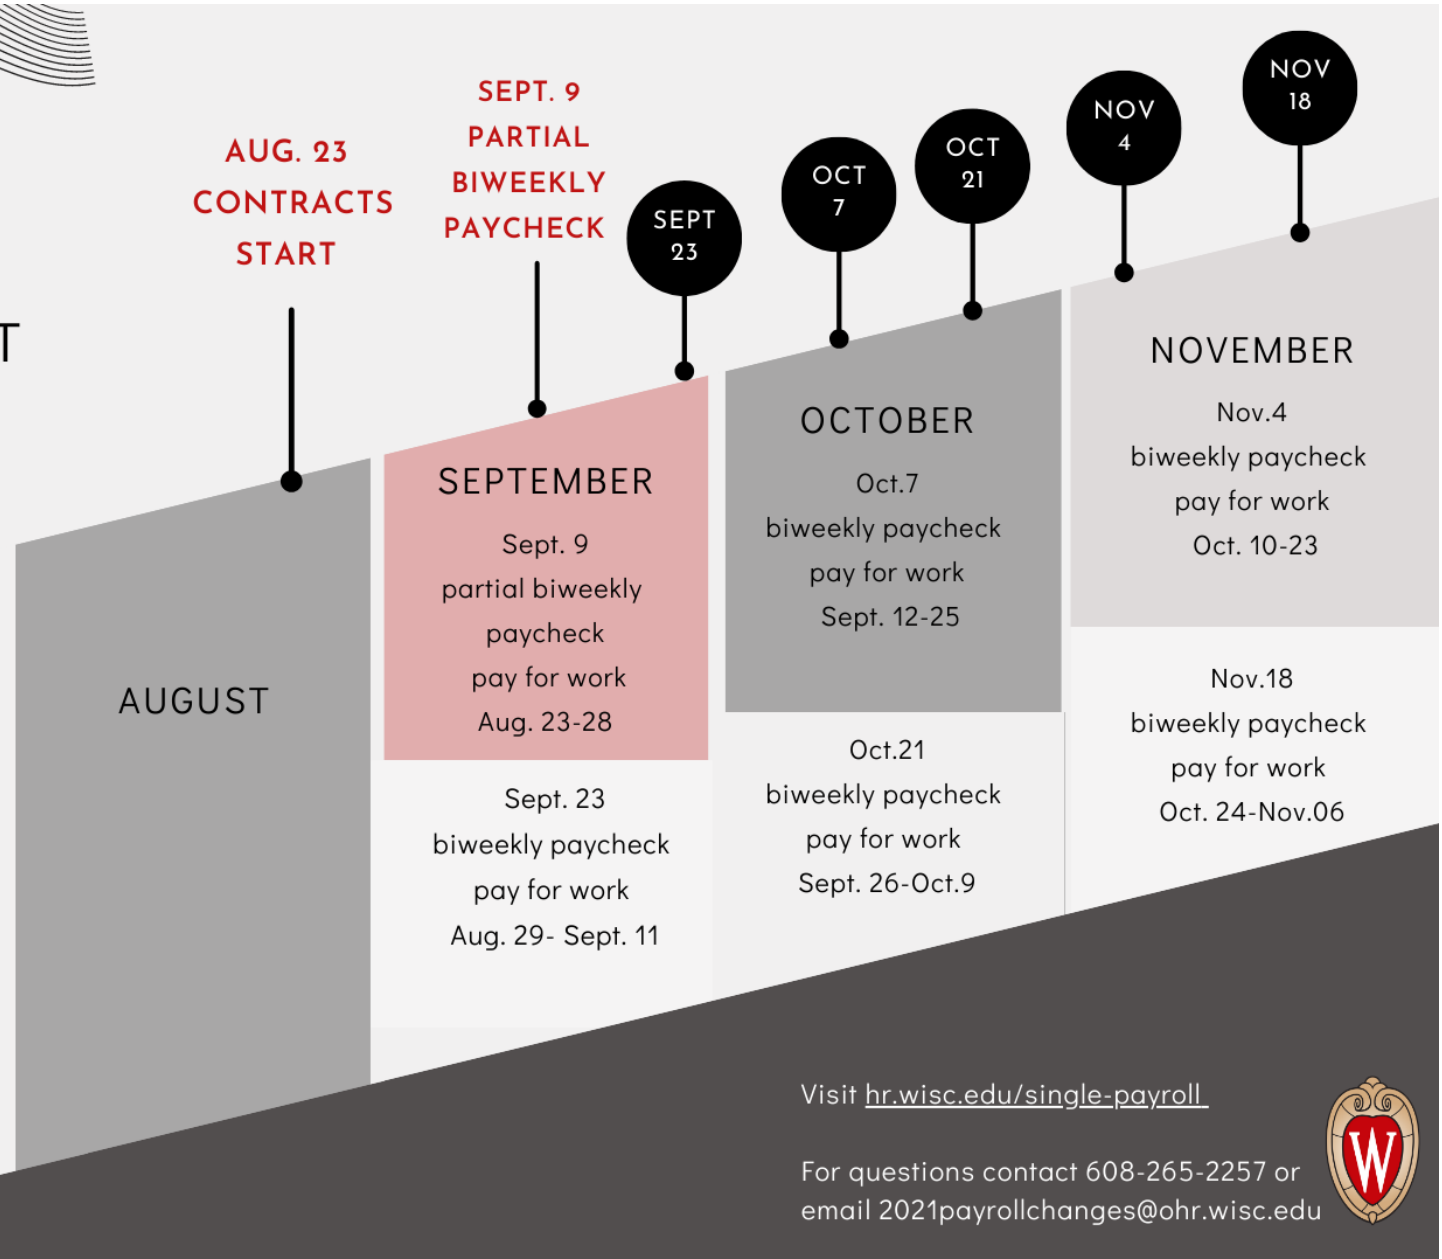 AUG. 23
CONTRACTS
START
SEPT. 9
PARTIAL
BIWEEKLY
PAYCHECK
SEPT
23
OCT
7
OCT
21
NOV
4
NOV
18
T
AUGUST
SEPTEMBER
Sept. 9
partial biweekly
paycheck
pay for work
Aug. 23-28
Sept. 23
biweekly paycheck
pay for work
Aug. 29- Sept. 11
OCTOBER
Oct.7
biweekly paycheck
pay for work
Sept. 12-25
Oct.21
biweekly paycheck
pay for work
Sept. 26-Oct.9
NOVEMBER
Nov.4
biweekly paycheck
pay for work
Oct. 10-23
Nov.18
biweekly paycheck
pay for work
Oct. 24-Nov.06
Visit hr.wisc.edu/single-payroll
For questions contact 608-265-2257 or
email 2021payrollchanges@ohr.wisc.edu
W